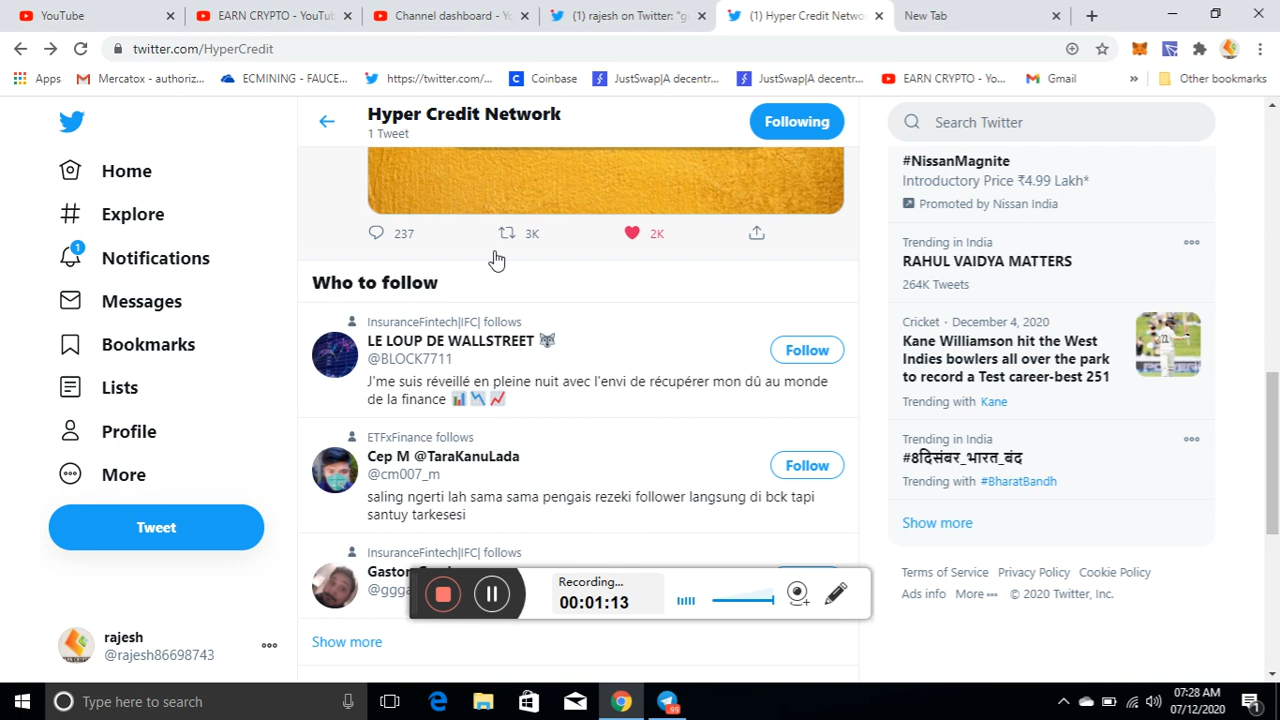 YouTube
EARN CRYPTO - YouTu
Channel dashboard - Yo
(1) rajesh on Twitter: "g
(1) Hyper Credit Netwo
New Tab
twitter.com/HyperCredit
Apps
Mercatox - authoriz...
ECMINING - FAUCE...
https://twitter.com/...
Coinbase
JustSwap|A decentr...
JustSwap|A decentr...
EARN CRYPTO - Yo...
Gmail
»
Other bookmarks
Home
Explore
1
Notifications
Messages
Bookmarks
Lists
Profile
More
Tweet
rajesh
@rajesh86698743
Hyper Credit Network
1 Tweet
Following
237
3K
2K
Who to follow
InsuranceFintech|IFC| follows
LE LOUP DE WALLSTREET 🐺
@BLOCK7711
Follow
J'me suis réveillé en pleine nuit avec l'envi de récupérer mon dû au monde
de la finance 📊 📉 📈
ETFxFinance follows
Cep M @TaraKanuLada
@cm007_m
Follow
saling ngerti lah sama sama pengais rezeki follower langsung di bck tapi
santuy tarkesesi
InsuranceFintech|IFC| follows
Gaston
@ggga
Recording...
00:01:13
Show more
Search Twitter
#NissanMagnite
Introductory Price ₹4.99 Lakh*
Promoted by Nissan India
Trending in India
RAHUL VAIDYA MATTERS
264K Tweets
Cricket · December 4, 2020
Kane Williamson hit the West
Indies bowlers all over the park
to record a Test career-best 251
Trending with Kane
Trending in India
#8दिसंबर_भारत_बंद
Trending with #BharatBandh
Show more
Terms of Service Privacy Policy Cookie Policy
Ads info More ••• © 2020 Twitter, Inc.
Type here to search
99
07:28 AM
07/12/2020
1